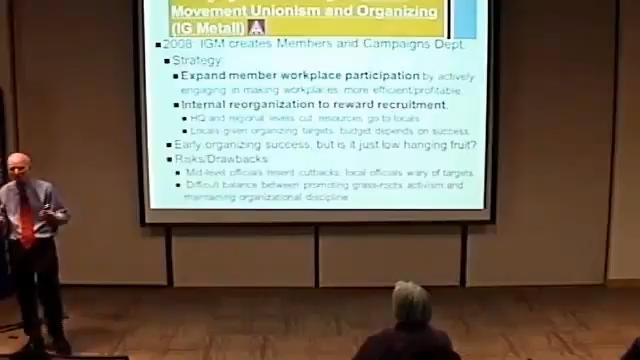 Movement Unionism and Organizing
(IG Metall)
2008: IGM creates Members and Campaigns Dept.
Strategy:
Expand member workplace participation by actively
engaging in making workplaces more efficient/profitable.
Internal reorganization to reward recruitment.
HQ and regional levels cut, resources go to locals
Locals given organizing targets, budget depends on success.
Early organizing success, but is it just low hanging fruit?
Risks/Drawbacks
Mid-level officials resent cutbacks, local officials wary of targets.
Difficult balance between promoting grass-roots activism and
maintaining organizational discipline